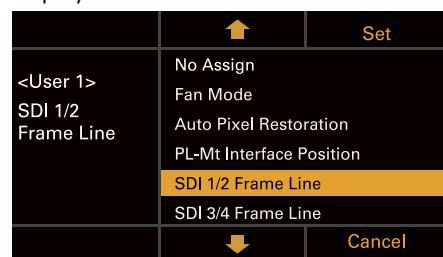 Set
<User 1>
SDI 1/2
Frame Line
No Assign
Fan Mode
Auto Pixel Restoration
PL-Mt Interface Position
SDI 1/2 Frame Line
SDI 3/4 Frame Line
Cancel